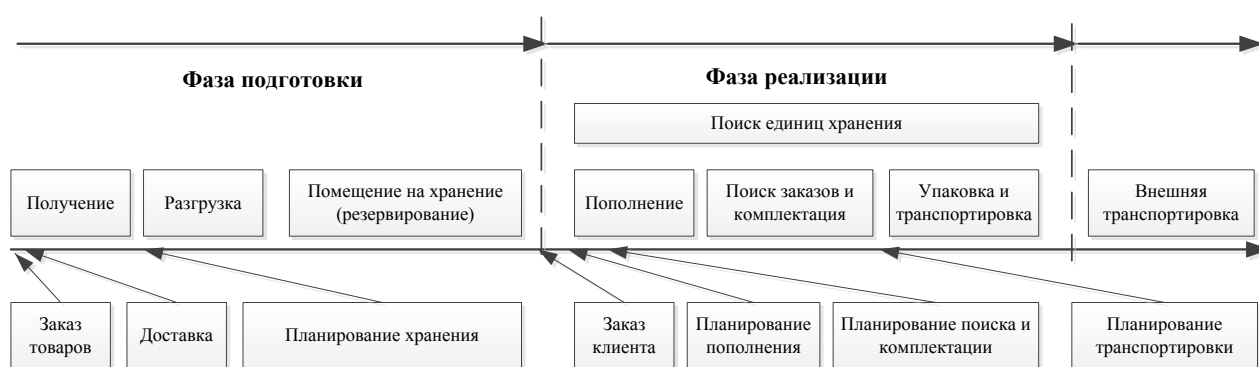 Фаза подготовки
Фаза реализации
Поиск единиц хранения
Получение
Разгрузка
Помещение на хранение
(резервирование)
Пополнение
Поиск заказов и
комплектация
Упаковка и
транспортировка
Внешняя
транспортировка
Заказ
товаров
Доставка
Планирование хранения
Заказ
клиента
Планирование
пополнения
Планирование поиска и
комплектации
Планирование
транспортировки